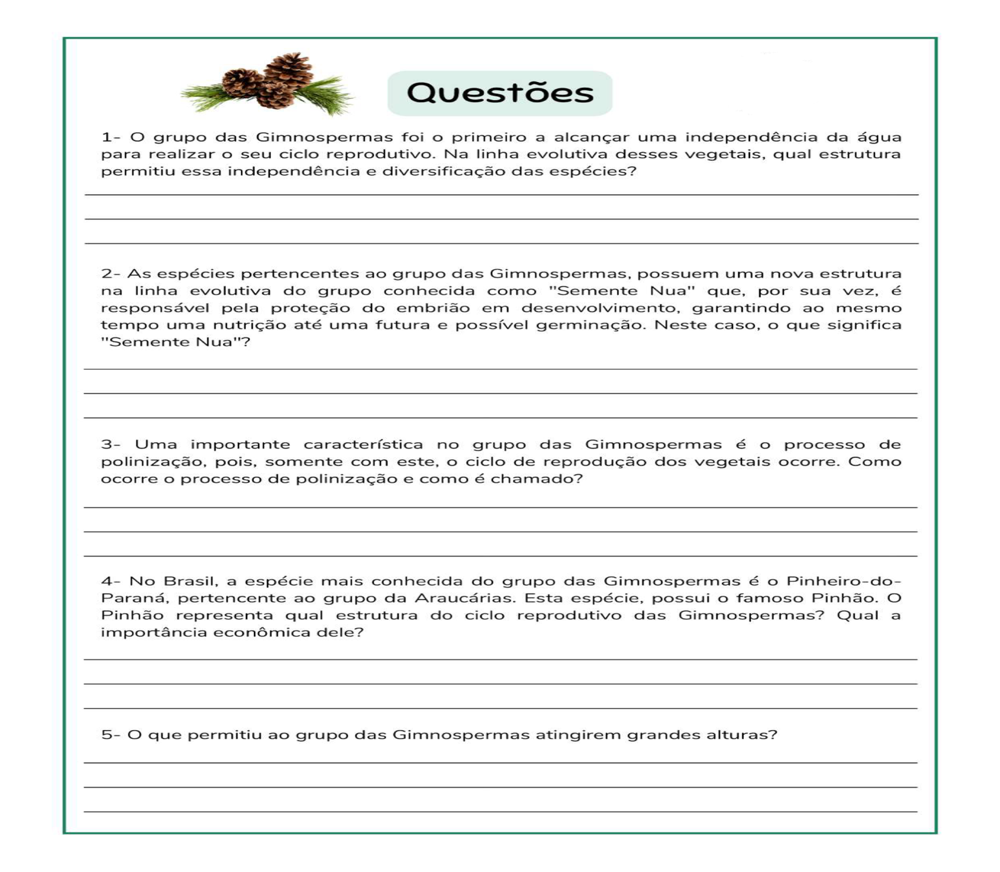 Questões
1- O grupo das Gimnospermas foi o primeiro a alcançar uma independência da água
para realizar o seu ciclo reprodutivo. Na linha evolutiva desses vegetais, qual estrutura
permitiu essa independência e diversificação das espécies?
2- As espécies pertencentes ao grupo das Gimnospermas, possuem uma nova estrutura
na linha evolutiva do grupo conhecida como "Semente Nua" que, por sua vez, é
responsável pela proteção do embrião em desenvolvimento, garantindo ao mesmo
tempo uma nutrição até uma futura e possível germinação. Neste caso, o que significa
"Semente Nua"?
3- Uma importante característica no grupo das Gimnospermas é o processo de
polinização, pois, somente com este, o ciclo de reprodução dos vegetais ocorre. Como
ocorre o processo de polinização e como é chamado?
4- No Brasil, a espécie mais conhecida do grupo das Gimnospermas é o Pinheiro-do-
Paraná, pertencente ao grupo da Araucárias. Esta espécie, possui o famoso Pinhão. O
Pinhão representa qual estrutura do ciclo reprodutivo das Gimnospermas? Qual a
importância econômica dele?
5- O que permitiu ao grupo das Gimnospermas atingirem grandes alturas?